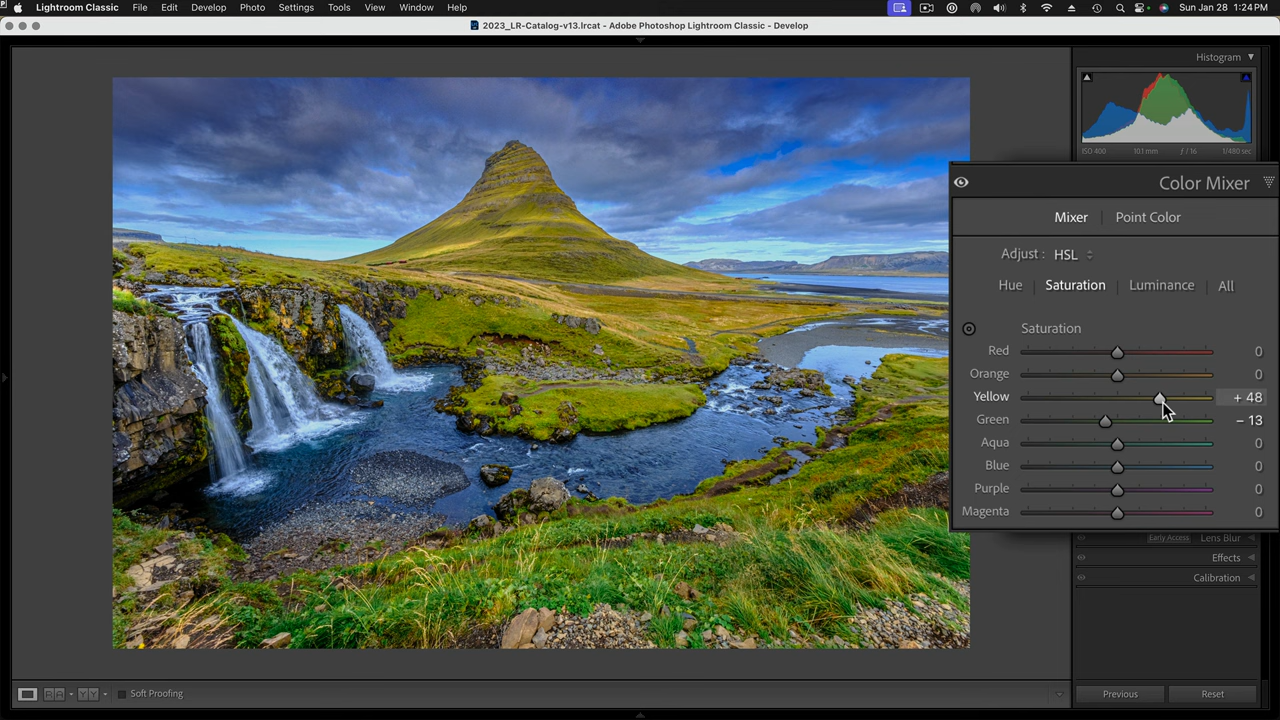 Lightroom Classic File Edit Develop Photo Settings Tools View Window Help Sun Jan 28 1:24 PM
2023_LR-Catalog-v13.lrcat - Adobe Photoshop Lightroom Classic - Develop
Histogram
ISO 400 101 mm ƒ / 16 1/480 sec
Color Mixer
Mixer | Point Color
Adjust : HSL
Hue | Saturation | Luminance | All
Saturation
Red 0
Orange 0
Yellow + 48
Green – 13
Aqua 0
Blue 0
Purple 0
Magenta 0
Early Access Lens Blur
Effects
Calibration
R A Y Y Soft Proofing Previous Reset